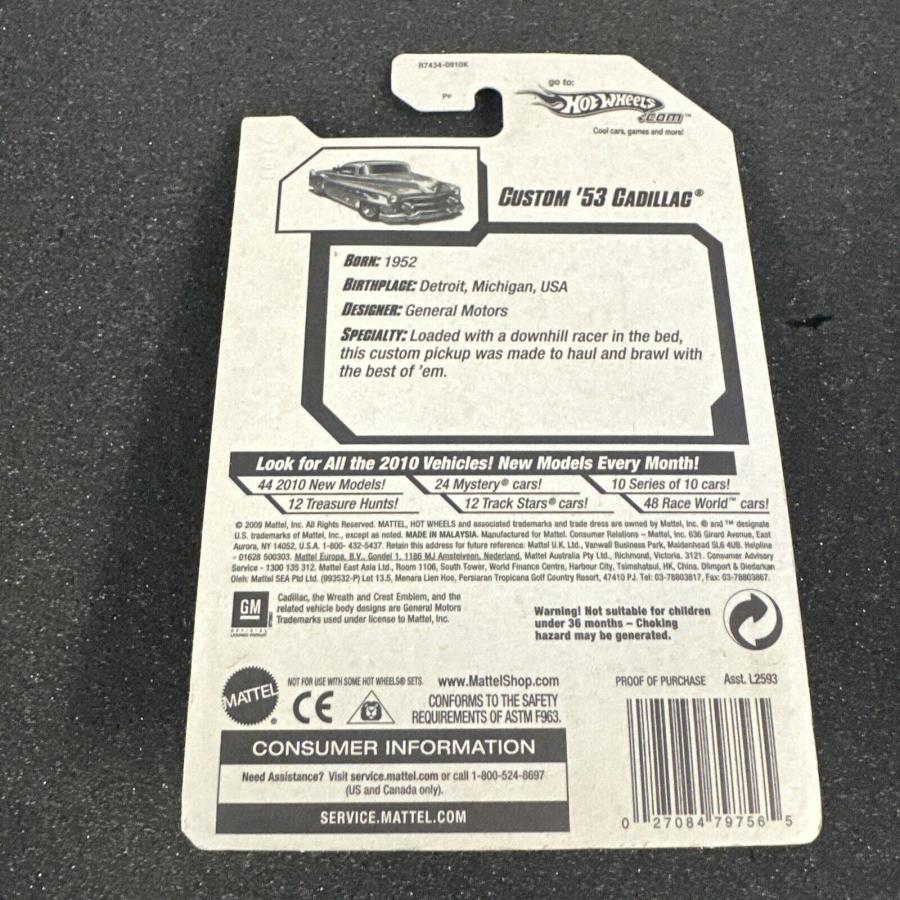 R7434-0910K
PP
go to:
HOT WHEELS
.COM™
Cool cars, games and more!
CUSTOM '53 CADILLAC®
BORN: 1952
BIRTHPLACE: Detroit, Michigan, USA
DESIGNER: General Motors
SPECIALTY: Loaded with a downhill racer in the bed,
this custom pickup was made to haul and brawl with
the best of 'em.
Look for All the 2010 Vehicles! New Models Every Month!
44 2010 New Models! 24 Mystery® cars! 10 Series of 10 cars!
12 Treasure Hunts! 12 Track Stars® cars! 48 Race World™ cars!
© 2009 Mattel, Inc. All Rights Reserved. MATTEL, HOT WHEELS and associated trademarks and trade dress are owned by Mattel, Inc. ® and ™ designate
U.S. trademarks of Mattel, Inc., except as noted. MADE IN MALAYSIA. Manufactured for Mattel. Consumer Relations – Mattel, Inc. 636 Girard Avenue, East
Aurora, NY 14052, U.S.A. 1-800- 432-5437. Retain this address for future reference: Mattel U.K. Ltd., Vanwall Business Park, Maidenhead SL6 4UB. Helpline
- 01628 500303. Mattel Europa, B.V., Gondel 1, 1186 MJ Amstelveen, Nederland. Mattel Australia Pty Ltd., Richmond, Victoria. 3121. Consumer Advisory
Service - 1300 135 312. Mattel East Asia Ltd., Room 1106, South Tower, World Finance Centre, Harbour City, Tsimshatsui, HK, China. Diimport & Diedarkan
Oleh: Mattel SEA Ptd Ltd. (993532-P) Lot 13.5, Menara Lien Hoe, Persiaran Tropicana Golf Country Resort, 47410 PJ. Tel: 03-78803817, Fax: 03-78803867.
GM
OFFICIAL
LICENSED PRODUCT
Cadillac, the Wreath and Crest Emblem, and the
related vehicle body designs are General Motors
Trademarks used under license to Mattel, Inc.
Warning! Not suitable for children
under 36 months – Choking
hazard may be generated.
MATTEL®
NOT FOR USE WITH SOME HOT WHEELS® SETS. www.MattelShop.com
CE
CONFORMS TO THE SAFETY
REQUIREMENTS OF ASTM F963.
PROOF OF PURCHASE Asst. L2593
CONSUMER INFORMATION
Need Assistance? Visit service.mattel.com or call 1-800-524-8697
(US and Canada only).
SERVICE.MATTEL.COM
0 27084 79756 5